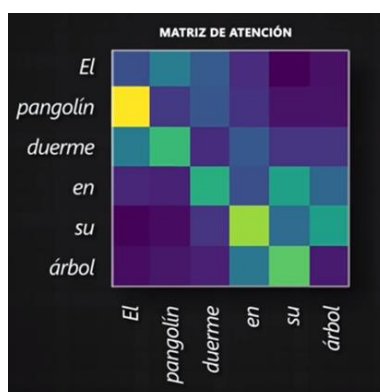 MATRIZ DE ATENCIÓN
El
pangolín
duerme
en
su
árbol
El
pangolín
duerme
en
su
árbol